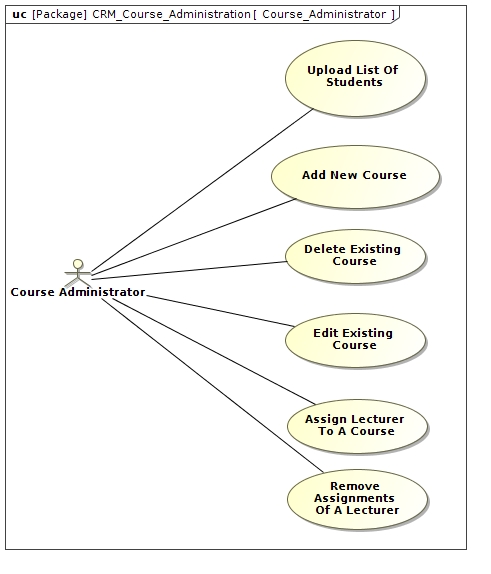 uc [Package] CRM_Course_Administration [ Course_Administrator ]
Upload List Of
Students
Add New Course
Delete Existing
Course
Course Administrator
Edit Existing
Course
Assign Lecturer
To A Course
Remove
Assignments
Of A Lecturer